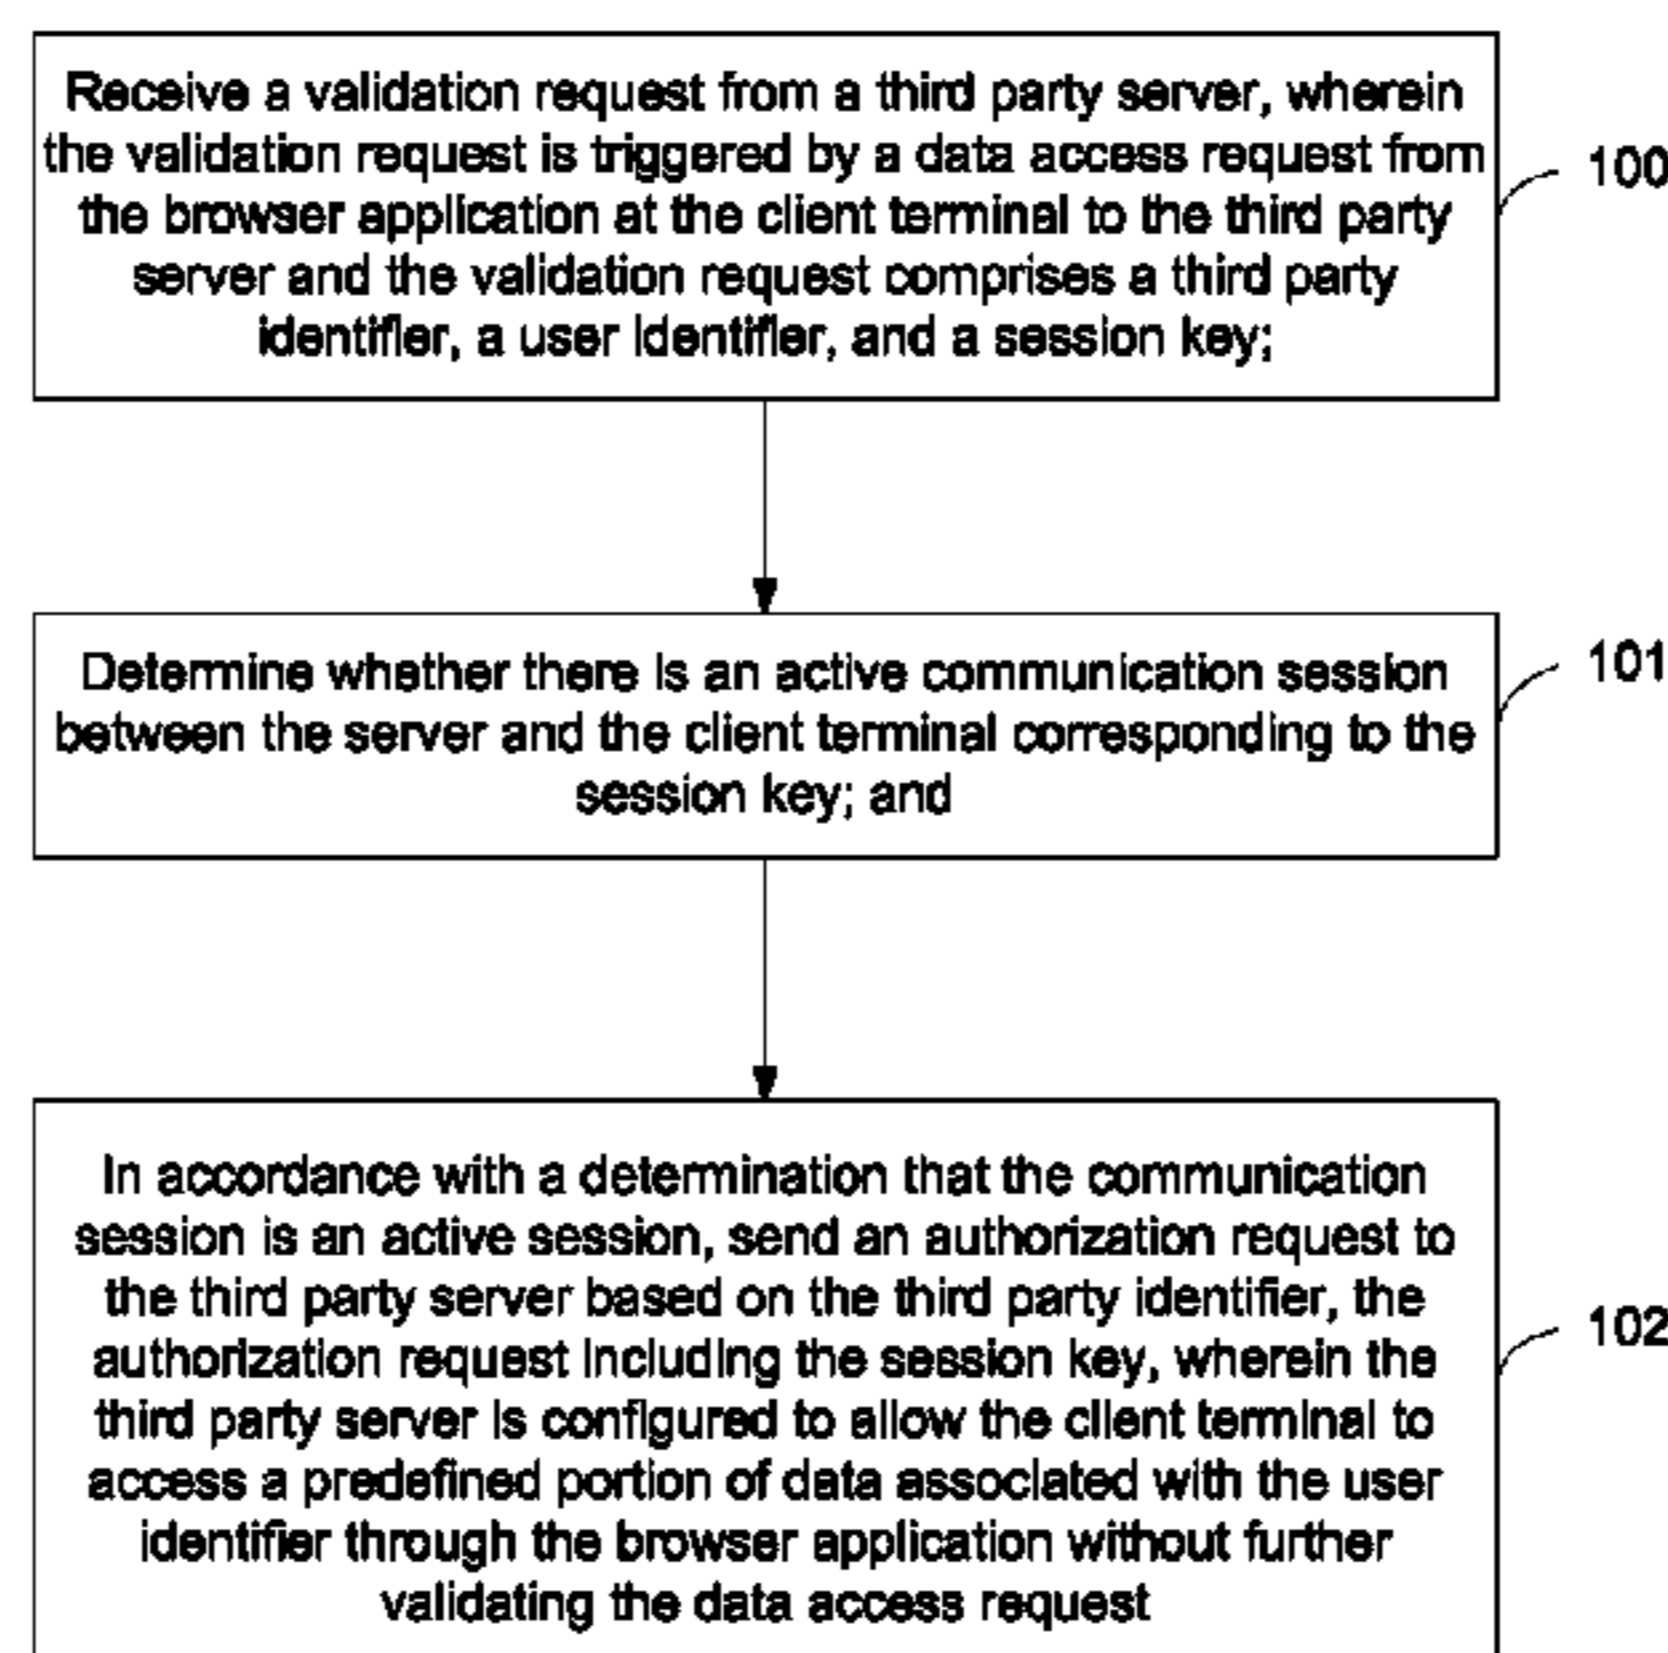 Receive a validation request from a third party server, wherein
the validation request is triggered by a data access request from
the browser application at the client terminal to the third party
server and the validation request comprises a third party
identifier, a user identifier, and a session key;
100
Determine whether there is an active communication session
between the server and the client terminal corresponding to the
session key; and
101
In accordance with a determination that the communication
session is an active session, send an authorization request to
the third party server based on the third party identifier, the
authorization request including the session key, wherein the
third party server is configured to allow the client terminal to
access a predefined portion of data associated with the user
identifier through the browser application without further
validating the data access request
102